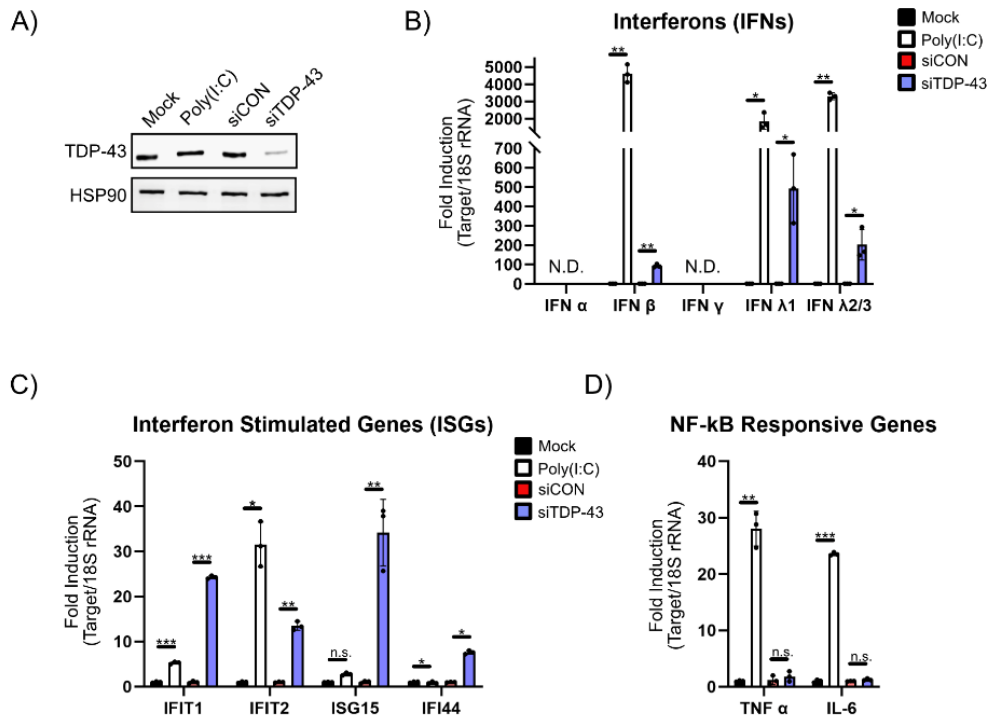 A)
Mock
Poly(I:C)
siCON
siTDP-43
TDP-43
HSP90
B)
Interferons (IFNs)
Mock
Poly(I:C)
siCON
siTDP-43
Fold Induction
(Target/18S rRNA)
5000
4000
3000
2000
700
600
500
400
300
200
100
0
N.D.
**
**
N.D.
*
*
**
*
IFN α
IFN β
IFN γ
IFN λ1
IFN λ2/3
C)
Interferon Stimulated Genes (ISGs)
Mock
Poly(I:C)
siCON
siTDP-43
Fold Induction
(Target/18S rRNA)
50
40
30
20
10
0
***
***
*
**
n.s.
**
*
*
IFIT1
IFIT2
ISG15
IFI44
D)
NF-kB Responsive Genes
Fold Induction
(Target/18S rRNA)
40
30
20
10
0
**
n.s.
***
n.s.
TNF α
IL-6